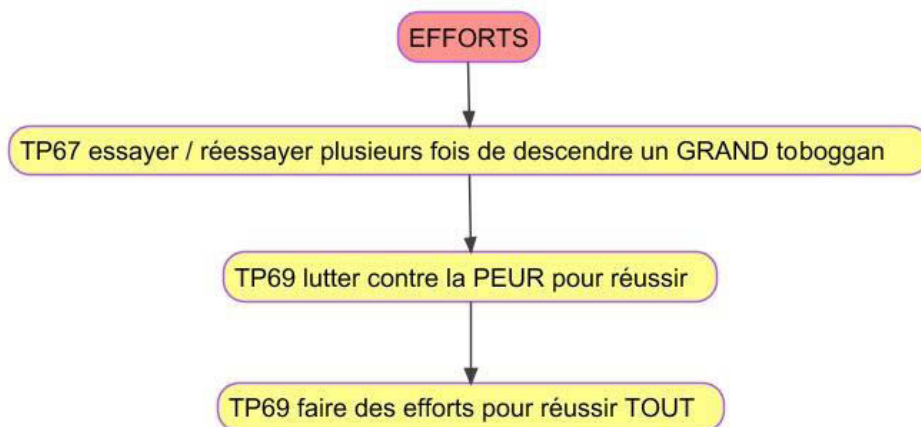 EFFORTS
TP67 essayer / réessayer plusieurs fois de descendre un GRAND toboggan
TP69 lutter contre la PEUR pour réussir
TP69 faire des efforts pour réussir TOUT